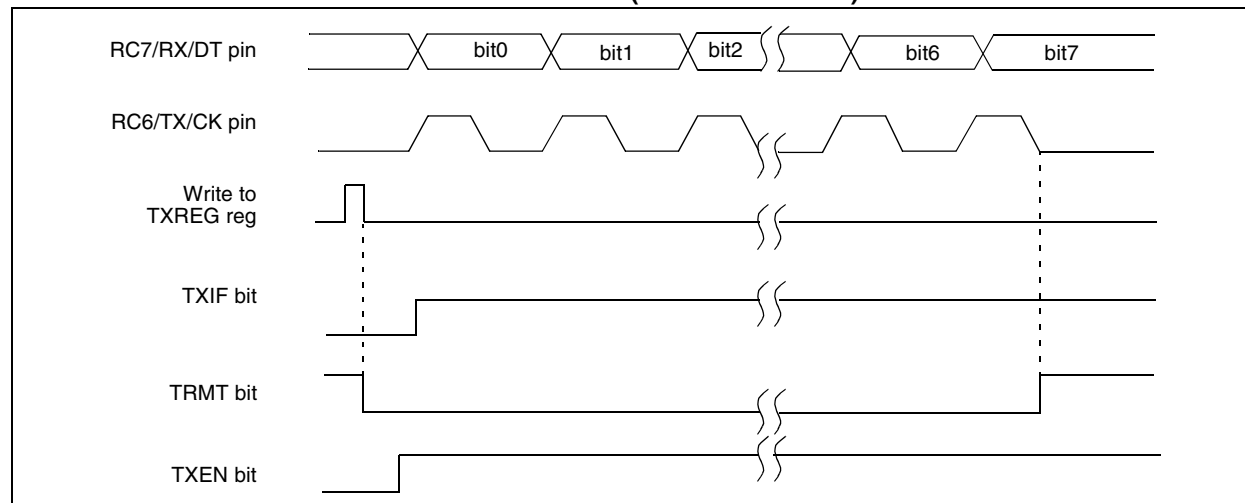 RC7/RX/DT pin
bit0 bit1 bit2 bit6 bit7
RC6/TX/CK pin
Write to
TXREG reg
TXIF bit
TRMT bit
TXEN bit